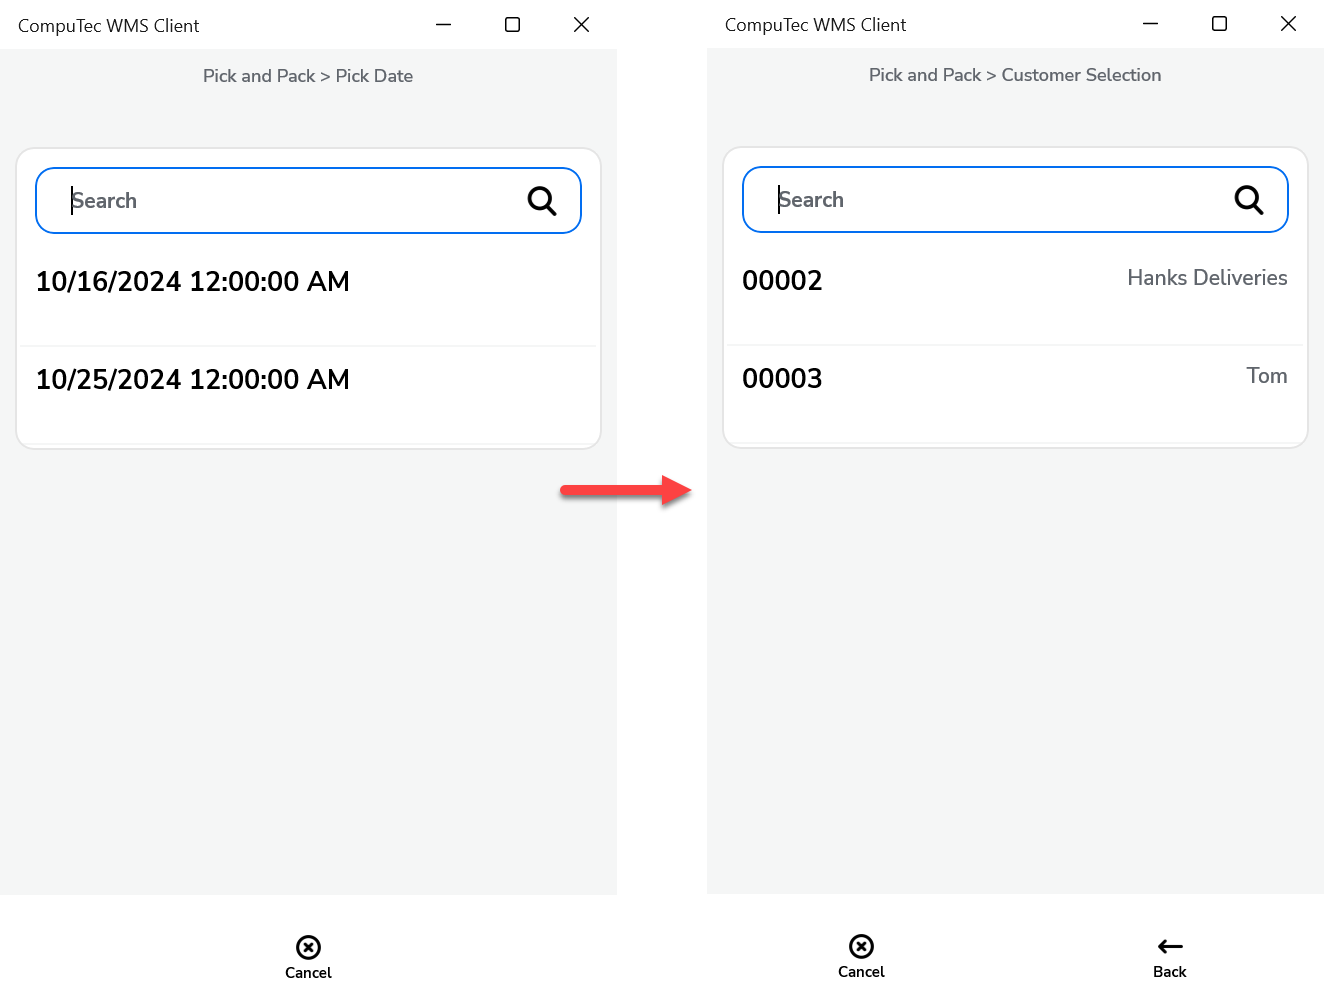 CompuTec WMS Client
Pick and Pack > Pick Date
Search
10/16/2024 12:00:00 AM
10/25/2024 12:00:00 AM
Cancel
CompuTec WMS Client
Pick and Pack > Customer Selection
Search
00002 Hanks Deliveries
00003 Tom
Cancel Back